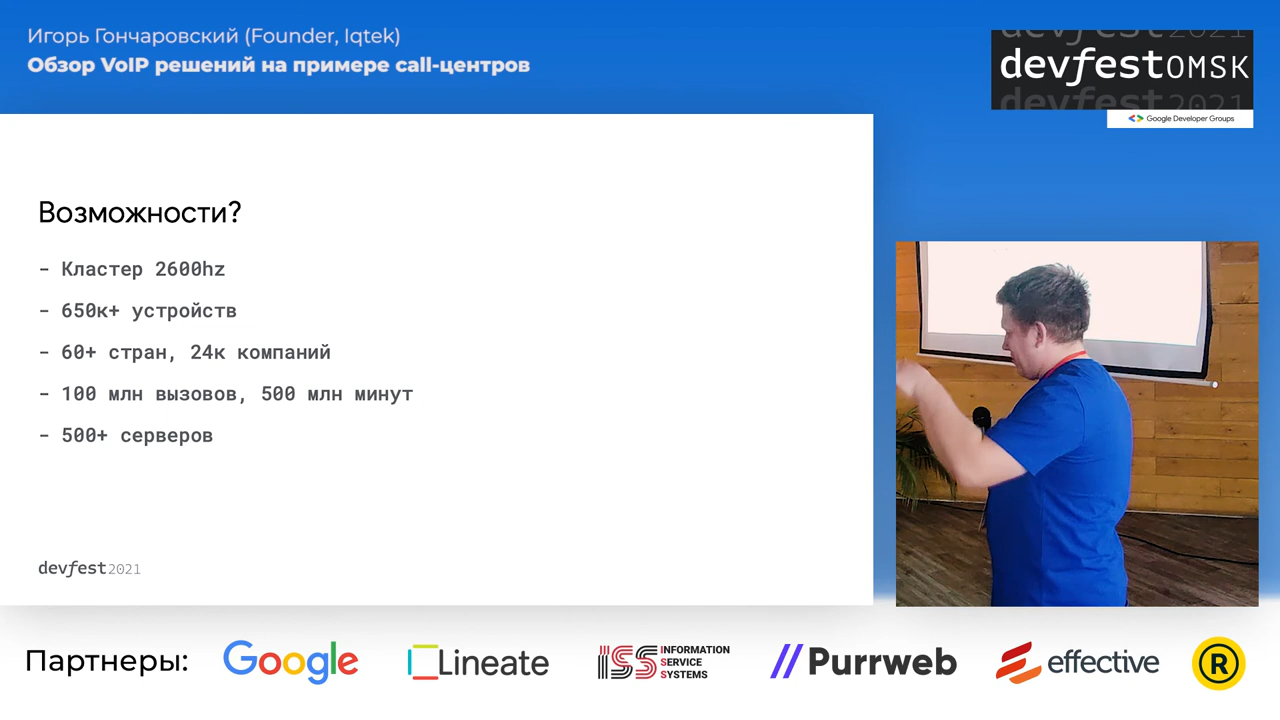 Игорь Гончаровский (Founder, Iqtek)
Обзор VoIP решений на примере call-центров
devfest2021
devfestOMSK
devfest2021
Google Developer Groups
Возможности?
- Кластер 2600hz
- 650к+ устройств
- 60+ стран, 24к компаний
- 100 млн вызовов, 500 млн минут
- 500+ серверов
devfest2021
Партнеры:
Google
Lineate
ISS INFORMATION
SERVICE
SYSTEMS
Purrweb
effective
R